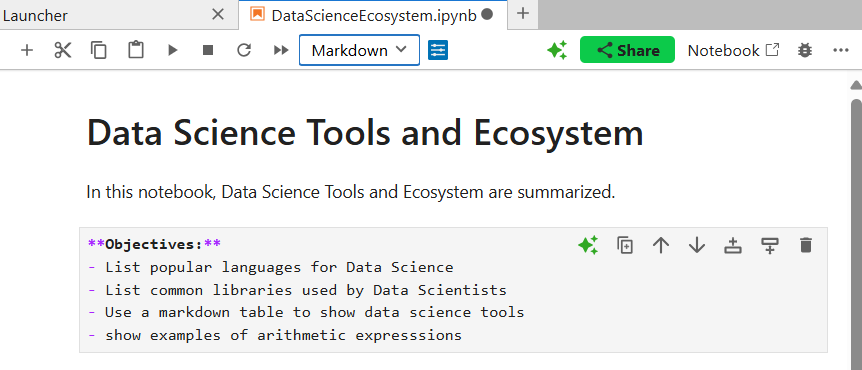 Launcher
DataScienceEcosystem.ipynb
Markdown
Share
Notebook
Data Science Tools and Ecosystem
In this notebook, Data Science Tools and Ecosystem are summarized.
**Objectives:**
- List popular languages for Data Science
- List common libraries used by Data Scientists
- Use a markdown table to show data science tools
- show examples of arithmetic expresssions